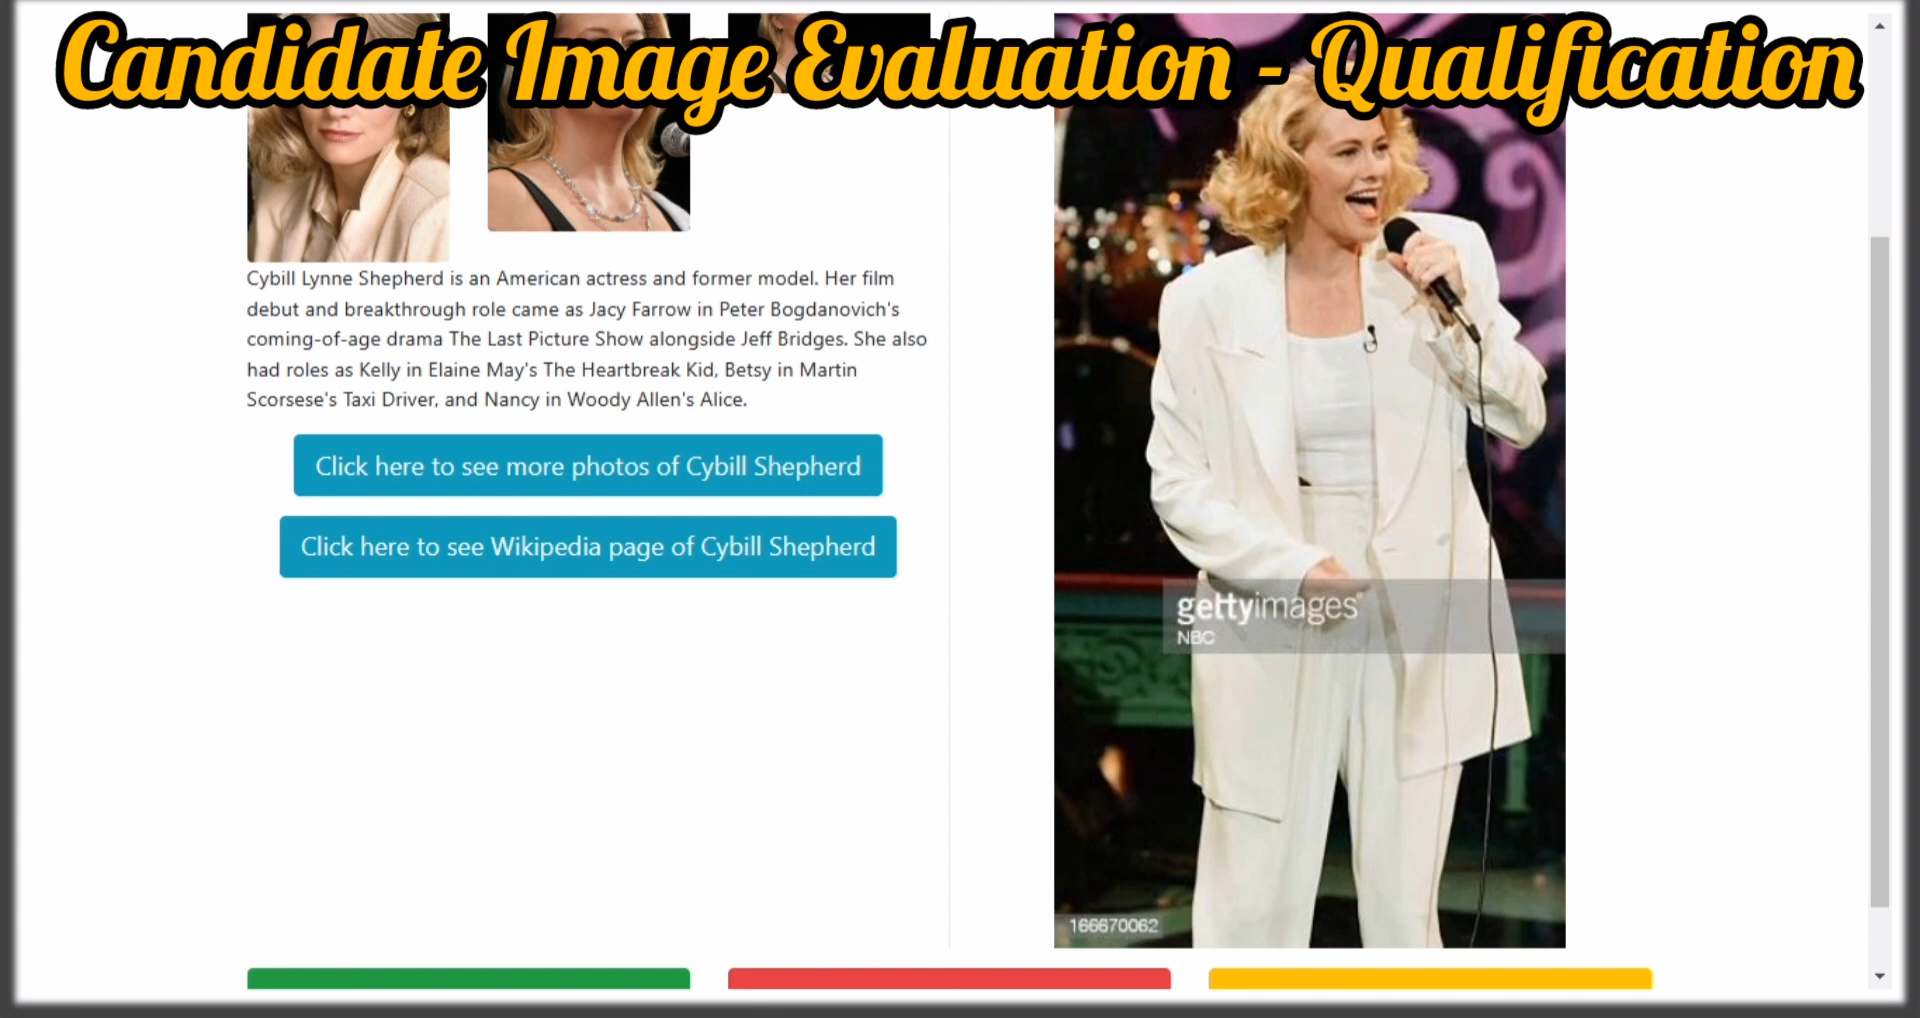 Candidate Image Evaluation - Qualification
Cybill Lynne Shepherd is an American actress and former model. Her film
debut and breakthrough role came as Jacy Farrow in Peter Bogdanovich's
coming-of-age drama The Last Picture Show alongside Jeff Bridges. She also
had roles as Kelly in Elaine May's The Heartbreak Kid, Betsy in Martin
Scorsese's Taxi Driver, and Nancy in Woody Allen's Alice.
Click here to see more photos of Cybill Shepherd
Click here to see Wikipedia page of Cybill Shepherd
gettyimages®
NBC
166670062